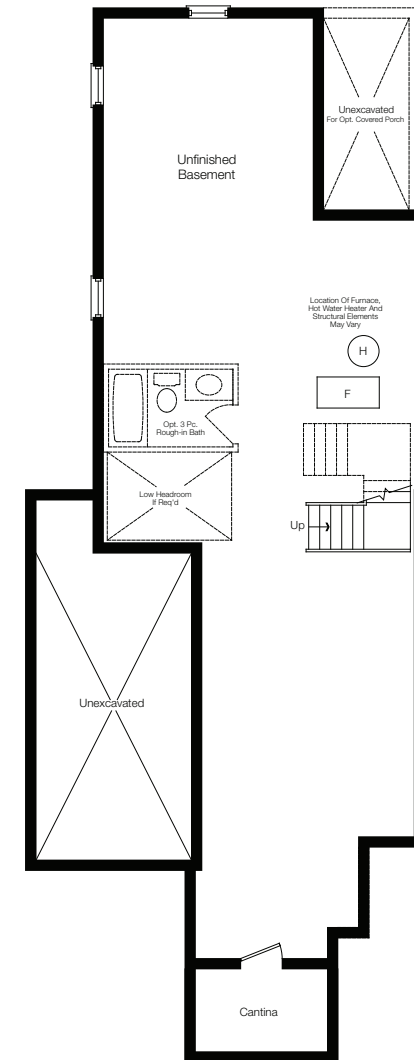 Unexcavated
For Opt. Covered Porch
Unfinished
Basement
Location Of Furnace,
Hot Water Heater And
Structural Elements
May Vary
H
F
Opt. 3 Pc.
Rough-in Bath
Low Headroom
If Req'd
Up
Unexcavated
Cantina